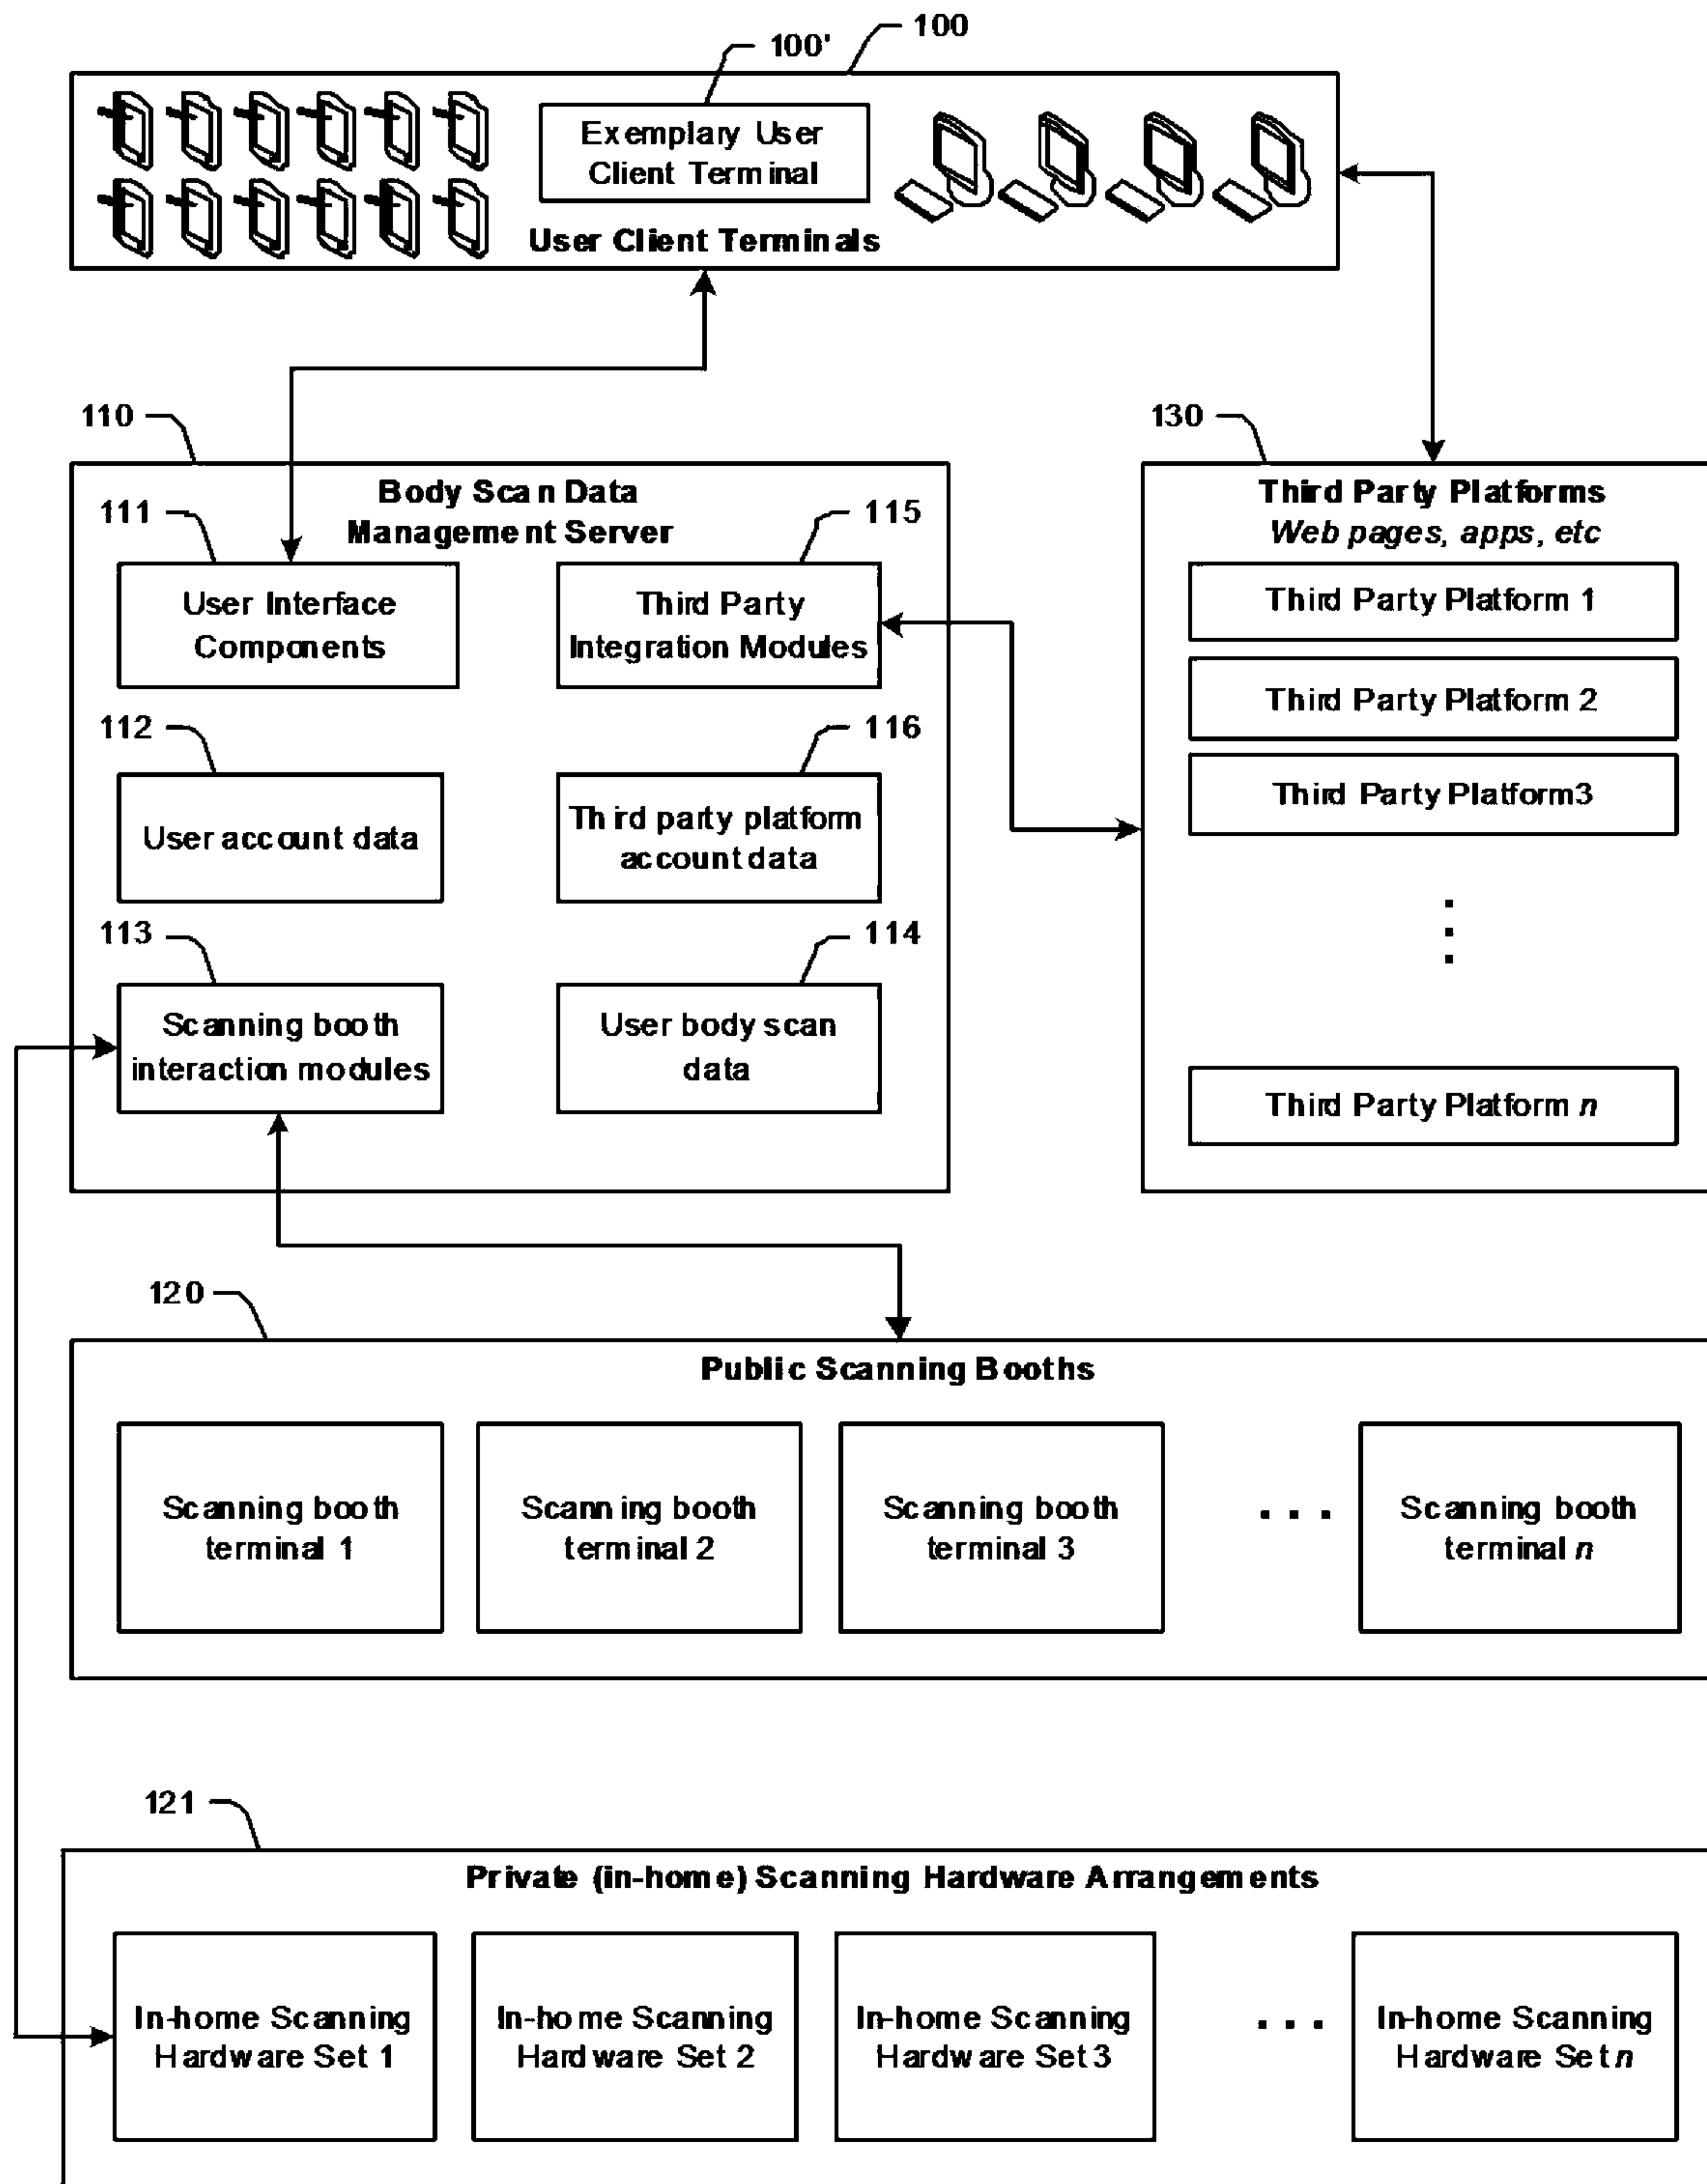 100
100'
Exemplary User
Client Terminal
User Client Terminals
110
130
Body Scan Data
Management Server
111
115
User Interface
Components
Third Party
Integration Modules
112
116
User account data
Third party platform
account data
113
114
Scanning booth
interaction modules
User body scan
data
Third Party Platforms
Web pages, apps, etc
Third Party Platform 1
Third Party Platform 2
Third Party Platform3
Third Party Platform n
120
Public Scanning Booths
Scanning booth
terminal 1
Scanning booth
terminal 2
Scanning booth
terminal 3
. . .
Scanning booth
terminal n
121
Private (in-home) Scanning Hardware Arrangements
In-home Scanning
Hardware Set 1
In-home Scanning
Hardware Set 2
In-home Scanning
Hardware Set 3
. . .
In-home Scanning
Hardware Set n